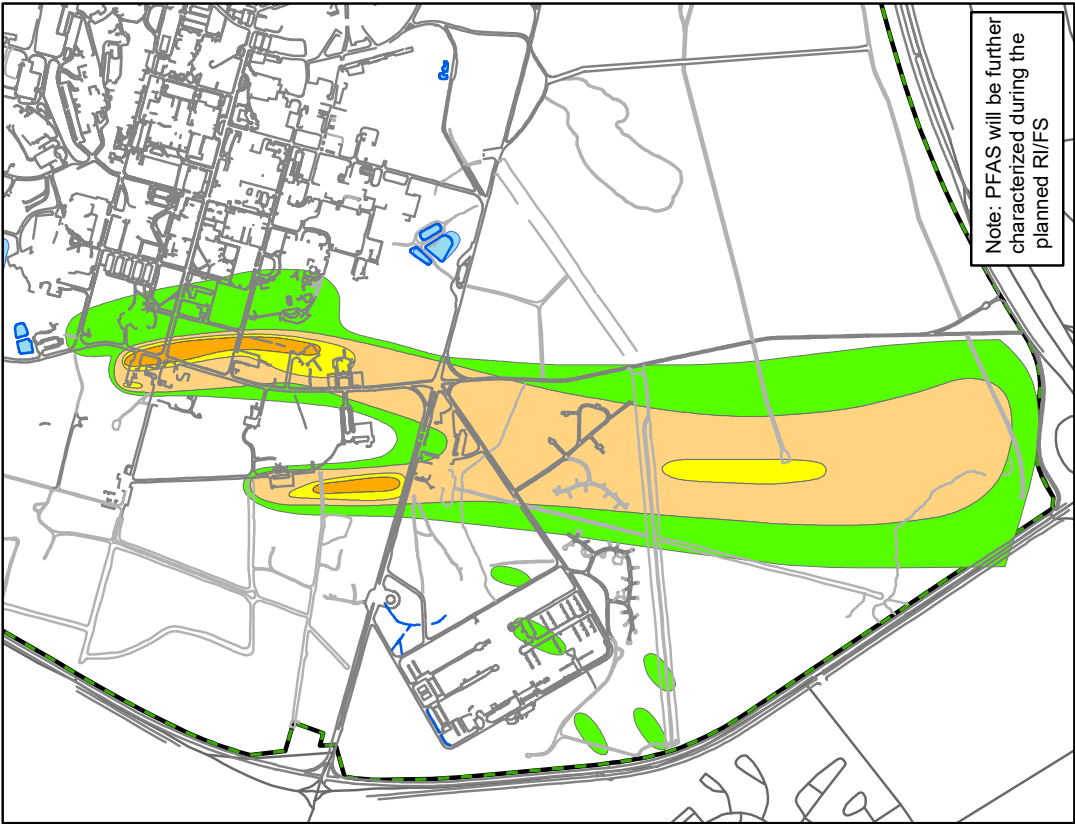 Note: PFAS will be further
characterized during the
planned RI/FS